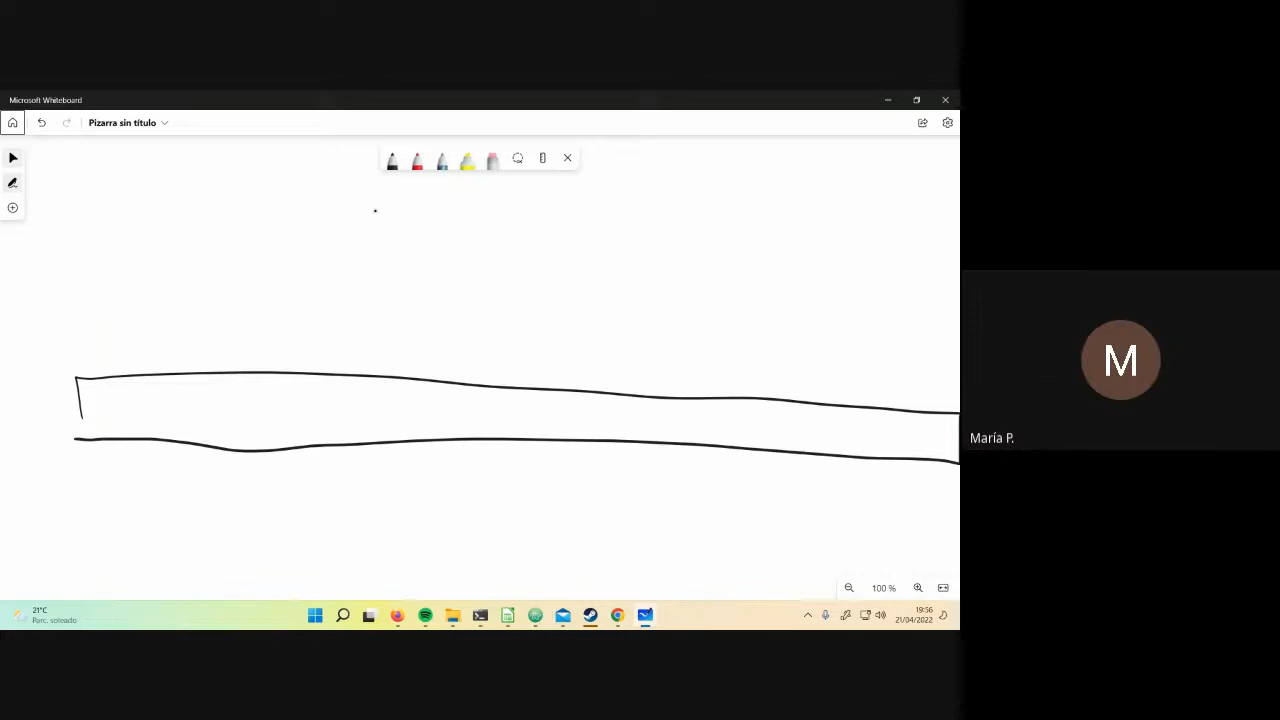 Microsoft Whiteboard
Pizarra sin título
M
María P.
100 %
21°C
Parc. soleado
19:56
21/04/2022